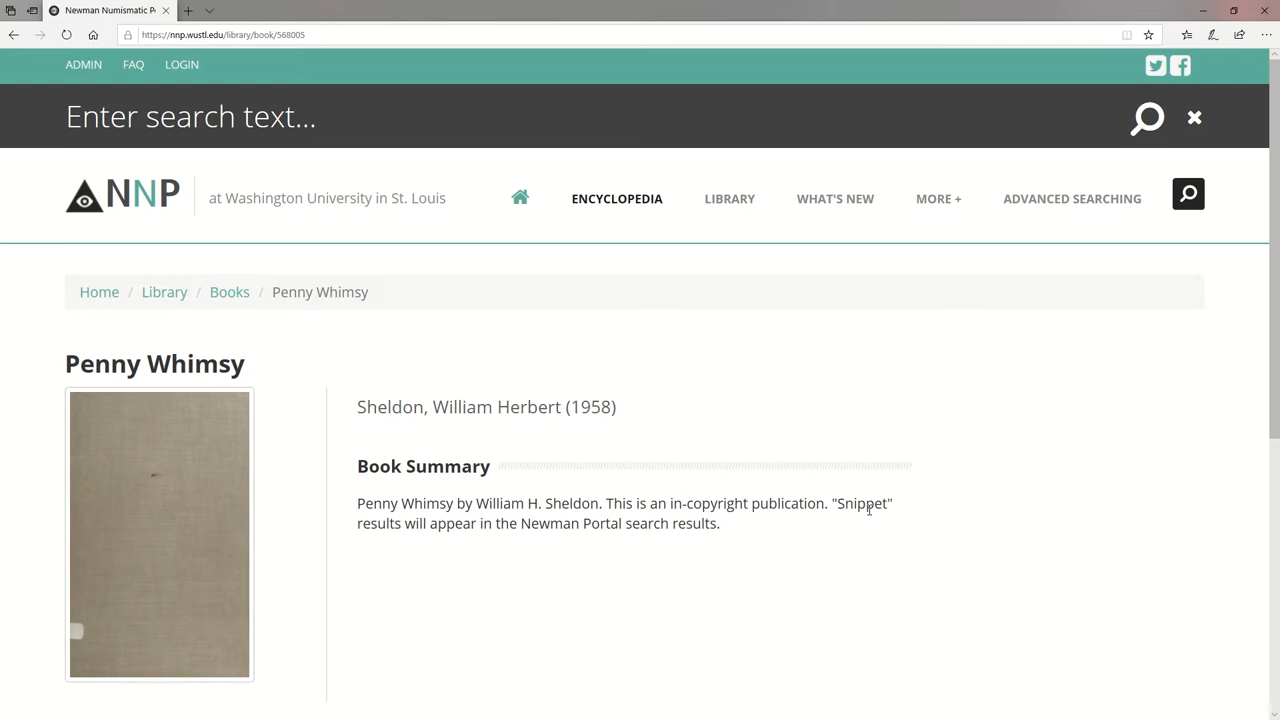 Newman Numismatic Po
https://nnp.wustl.edu/library/book/568005
ADMIN FAQ LOGIN
Enter search text...
NNP at Washington University in St. Louis ENCYCLOPEDIA LIBRARY WHAT'S NEW MORE + ADVANCED SEARCHING
Home / Library / Books / Penny Whimsy
Penny Whimsy
Sheldon, William Herbert (1958)
Book Summary
Penny Whimsy by William H. Sheldon. This is an in-copyright publication. "Snippet"
results will appear in the Newman Portal search results.